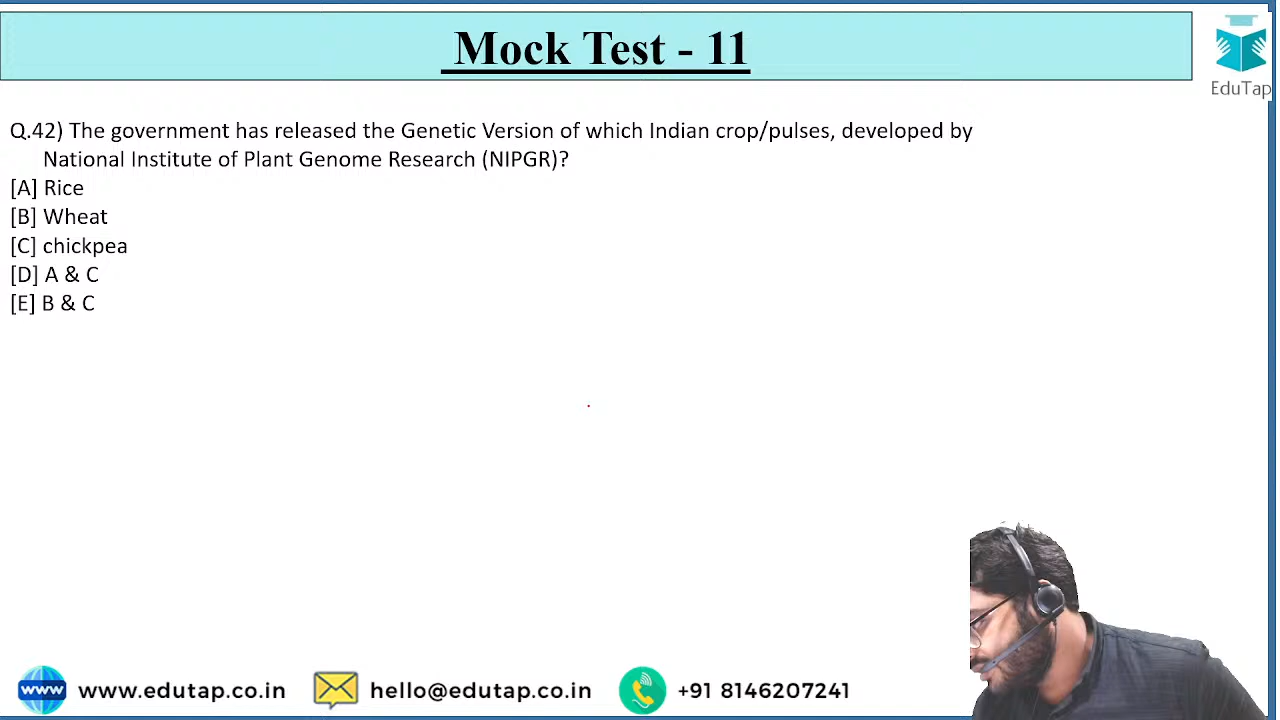 Mock Test - 11
EduTap
Q.42) The government has released the Genetic Version of which Indian crop/pulses, developed by
National Institute of Plant Genome Research (NIPGR)?
[A] Rice
[B] Wheat
[C] chickpea
[D] A & C
[E] B & C
www www.edutap.co.in hello@edutap.co.in +91 8146207241